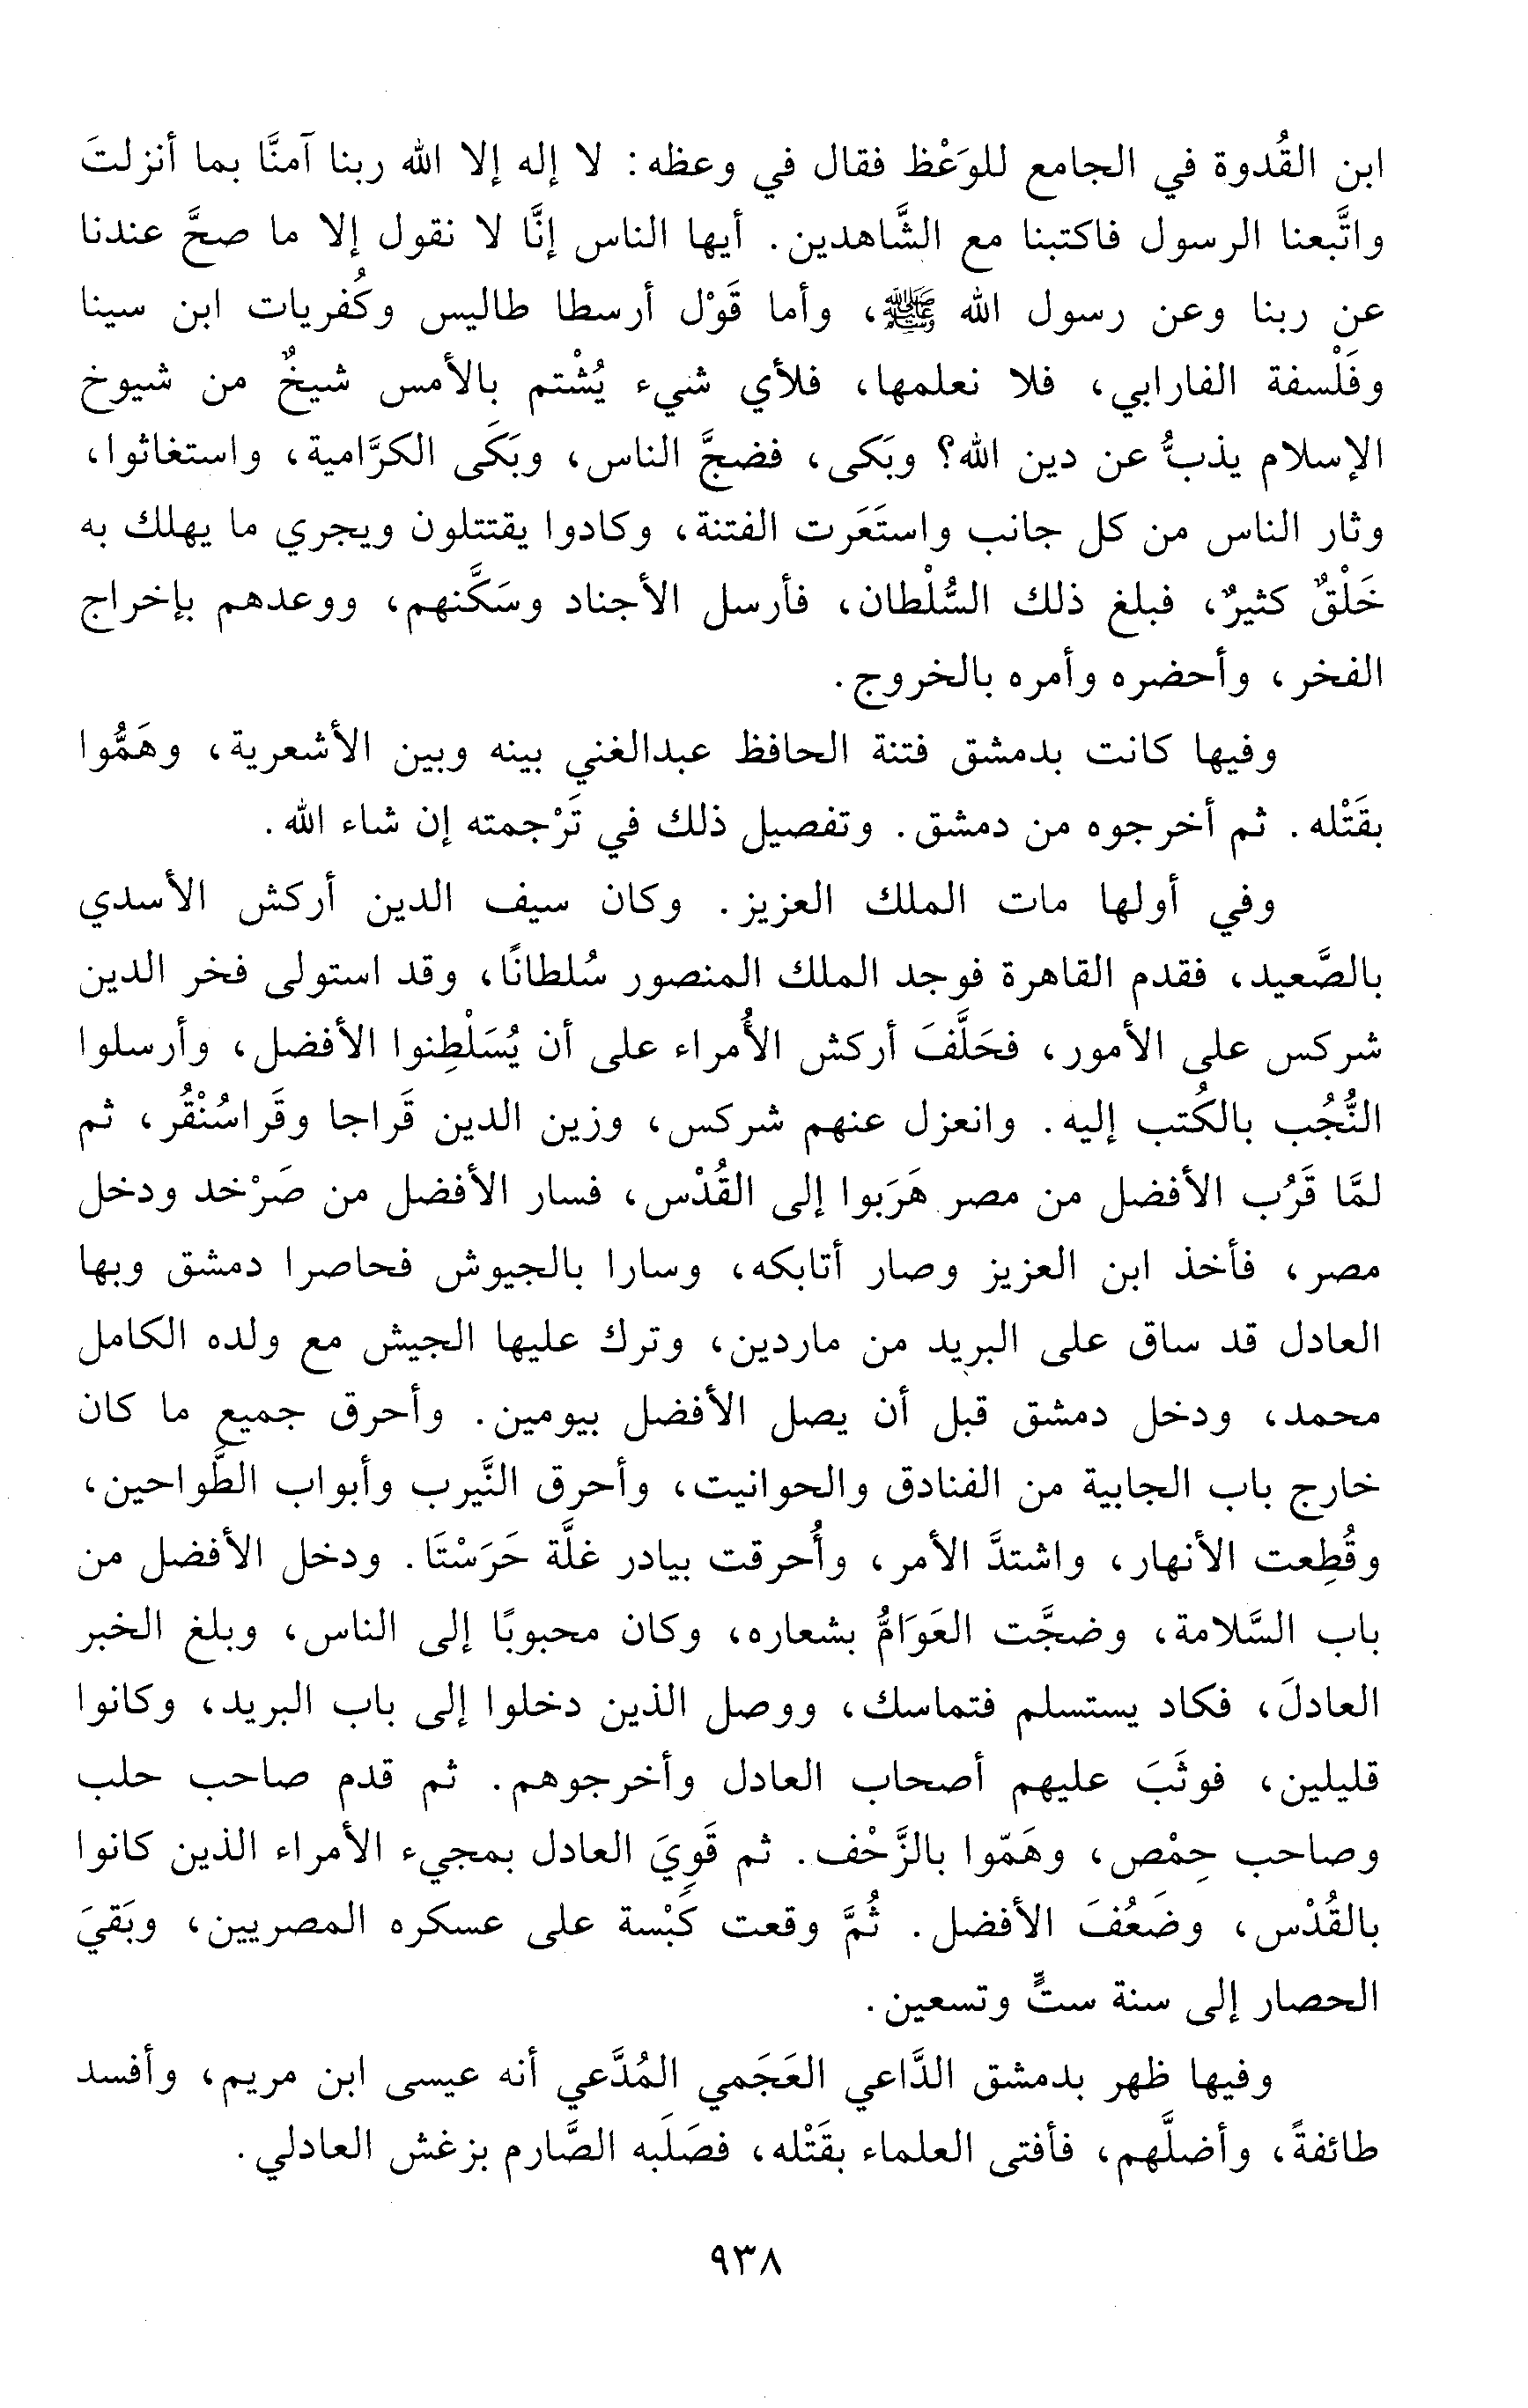 ابن القُدوة في الجامع للوَعْظ فقال في وعظه: لا إله إلا الله ربنا آمنَّا بما أنزلتَ
واتَّبعنا الرسول فاكتبنا مع الشَّاهدين. أيها الناس إنَّا لا نقول إلا ما صحَّ عندنا
عن ربنا وعن رسول الله ﷺ، وأما قَوْل أرسطا طاليس وكُفريات ابن سينا
وفَلْسفة الفارابي، فلا نعلمها، فلأي شيء يُشْتم بالأمس شيخٌ من شيوخ
الإسلام يذبُّ عن دين الله؟ وبَكى، فضجَّ الناس، وبَكَى الكرَّامية، واستغاثوا،
وثار الناس من كل جانب واستَعَرت الفتنة، وكادوا يقتتلون ويجري ما يهلك به
خَلْقٌ كثيرٌ، فبلغ ذلك السُّلْطان، فأرسل الأجناد وسَكَّنهم، ووعدهم بإخراج
الفخر، وأحضره وأمره بالخروج.
وفيها كانت بدمشق فتنة الحافظ عبدالغني بينه وبين الأشعرية، وهَمُّوا
بقَتْله. ثم أخرجوه من دمشق. وتفصيل ذلك في تَرْجمته إن شاء الله.
وفي أولها مات الملك العزيز. وكان سيف الدين أركش الأسدي
بالصَّعيد، فقدم القاهرة فوجد الملك المنصور سُلطانًا، وقد استولى فخر الدين
شركس على الأمور، فحَلَّفَ أركش الأُمراء على أن يُسَلْطِنوا الأفضل، وأرسلوا
النُّجُب بالكُتب إليه. وانعزل عنهم شركس، وزين الدين قَراجا وقَراسُنْقُر، ثم
لمَّا قَرُب الأفضل من مصر هَرَبوا إلى القُدْس، فسار الأفضل من صَرْخد ودخل
مصر، فأخذ ابن العزيز وصار أتابكه، وسارا بالجيوش فحاصرا دمشق وبها
العادل قد ساق على البريد من ماردين، وترك عليها الجيش مع ولده الكامل
محمد، ودخل دمشق قبل أن يصل الأفضل بيومين. وأحرق جميع ما كان
خارج باب الجابية من الفنادق والحوانيت، وأحرق النَّيرب وأبواب الطَّواحين،
وقُطِعت الأنهار، واشتدَّ الأمر، وأُحرقت بيادر غلَّة حَرَسْتَا. ودخل الأفضل من
باب السَّلامة، وضجَّت العَوَامُّ بشعاره، وكان محبوبًا إلى الناس، وبلغ الخبر
العادلَ، فكاد يستسلم فتماسك، ووصل الذين دخلوا إلى باب البريد، وكانوا
قليلين، فوثَبَ عليهم أصحاب العادل وأخرجوهم. ثم قدم صاحب حلب
وصاحب حِمْص، وهَمّوا بالزَّحْف. ثم قَوِيَ العادل بمجيء الأمراء الذين كانوا
بالقُدْس، وضَعُفَ الأفضل. ثُمَّ وقعت كَبْسة على عسكره المصريين، وبَقيَ
الحصار إلى سنة ستٍّ وتسعين.
وفيها ظهر بدمشق الدَّاعي العَجَمي المُدَّعي أنه عيسى ابن مريم، وأفسد
طائفةً، وأضلَّهم، فأفتى العلماء بقَتْله، فصَلَبه الصَّارم بزغش العادلي.
٩٣٨